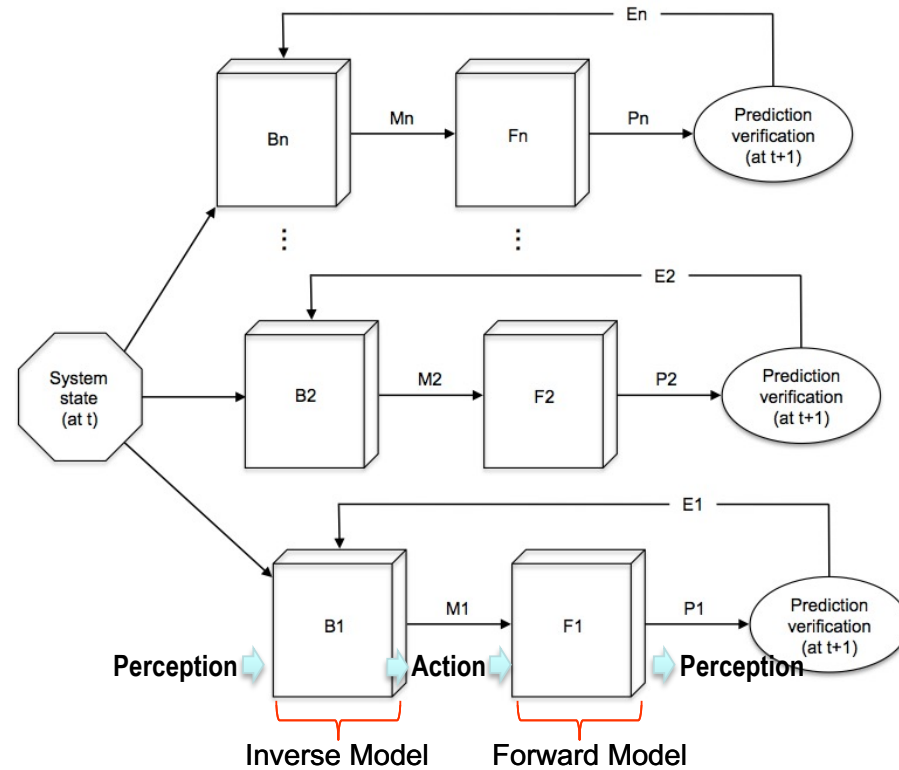 En
Bn
Mn
Fn
Pn
Prediction
verification
(at t+1)
⋮
⋮
E2
System
state
(at t)
B2
M2
F2
P2
Prediction
verification
(at t+1)
E1
B1
M1
F1
P1
Prediction
verification
(at t+1)
Perception
Action
Perception
Inverse Model
Forward Model